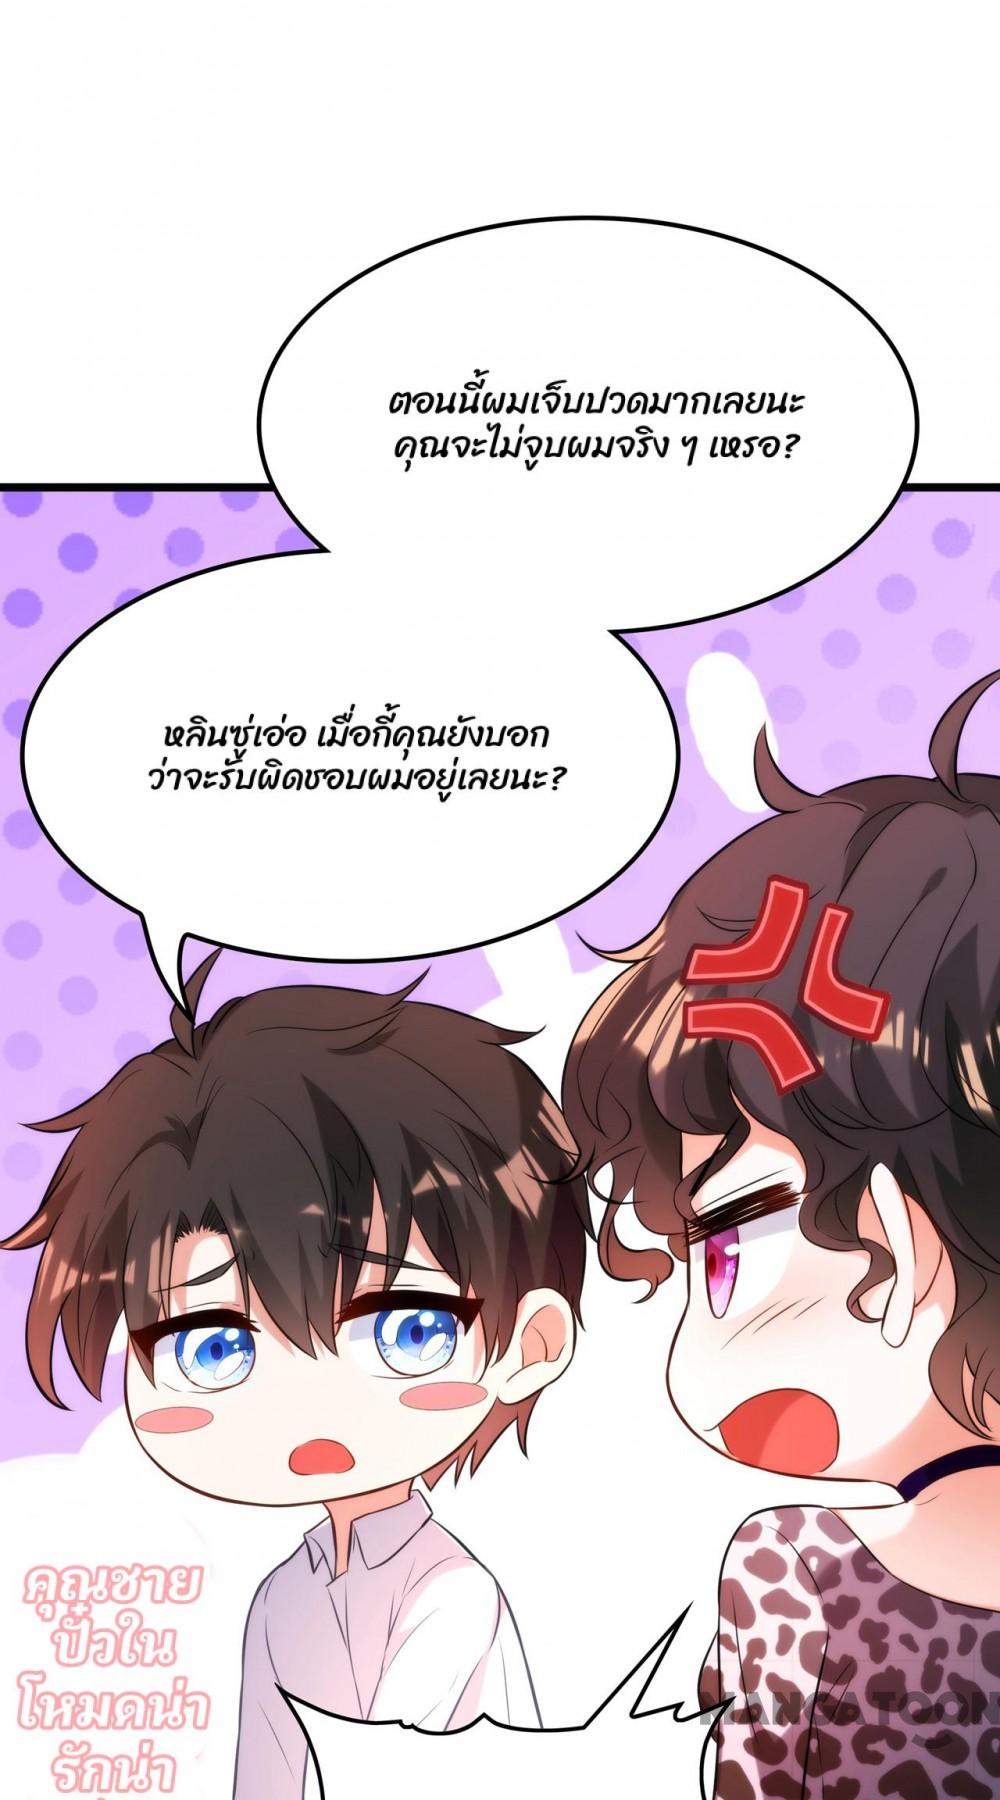 ตอนนี้ผมเจ็บปวดมากเลยนะ
คุณจะไม่จูบผมจริง ๆ เหรอ?
หลินซู่เอ่อ เมื่อกี้คุณยังบอก
ว่าจะรับผิดชอบผมอยู่เลยนะ?
คุณชาย
ปั๋วใน
โหมดน่า
รักน่า
MANGATOON